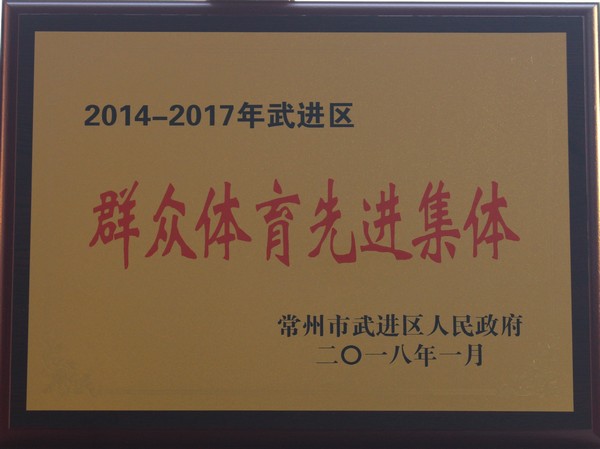 2014-2017年武进区
群众体育先进集体
常州市武进区人民政府
二〇一八年一月